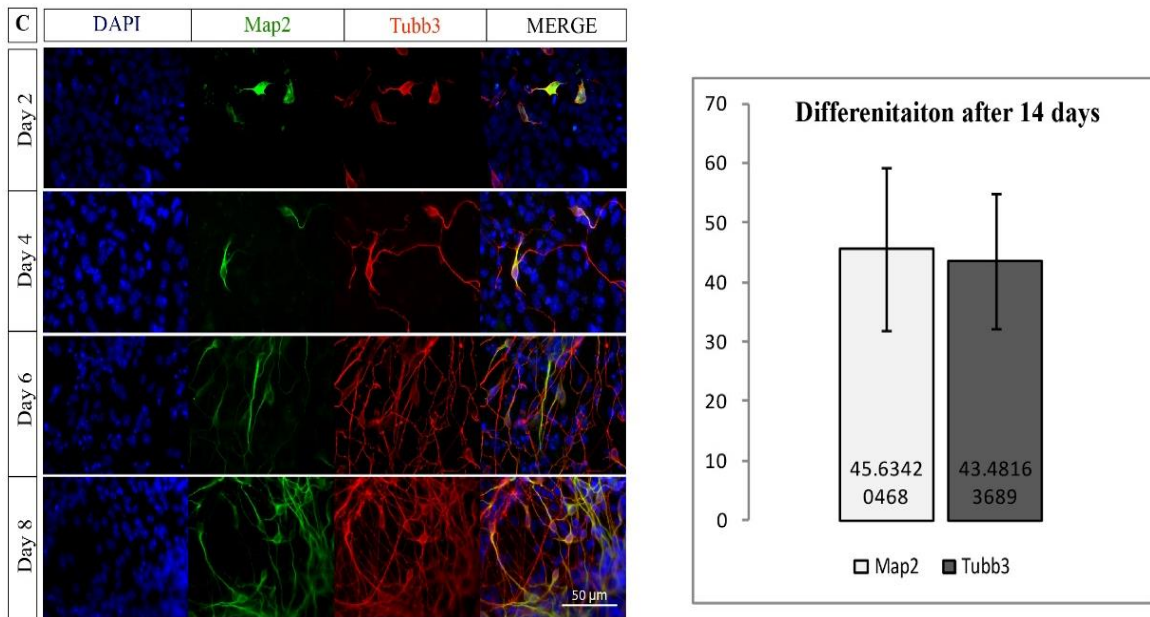 C DAPI Map2 Tubb3 MERGE
Day 2
Day 4
Day 6
Day 8
50 µm
Differenitaiton after 14 days
70
60
50
40
30
20
10
0
45.6342
0468
43.4816
3689
Map2 Tubb3